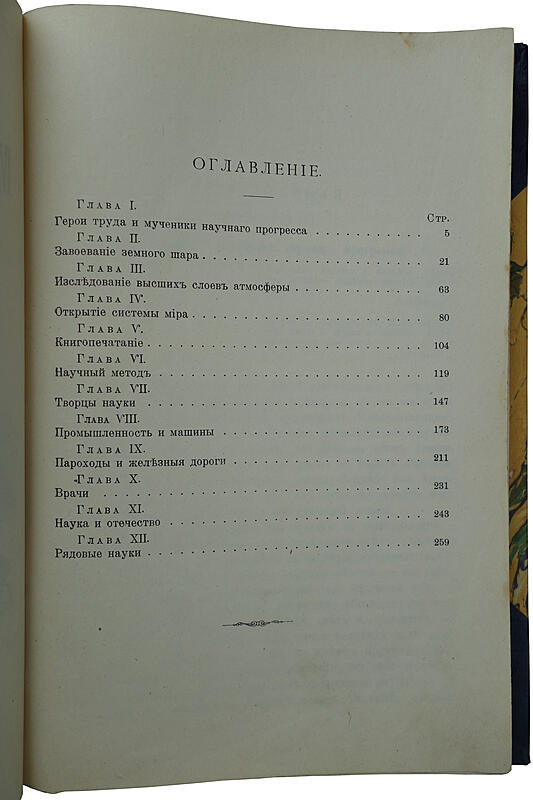 ОГЛАВЛЕНІЕ.
Глава I.
Стр.
Герои труда и мученики научнаго прогресса . . . . . . . . . . . 5
Глава II.
Завоеваніе земного шара . . . . . . . . . . . . . . . . . . . . . . 21
Глава III.
Изслѣдованіе высшихъ слоевъ атмосферы . . . . . . . . . . . . . 63
Глава IV.
Открытіе системы міра . . . . . . . . . . . . . . . . . . . . . . . 80
Глава V.
Книгопечатаніе . . . . . . . . . . . . . . . . . . . . . . . . . . . 104
Глава VI.
Научный методъ . . . . . . . . . . . . . . . . . . . . . . . . . . 119
Глава VII.
Творцы науки . . . . . . . . . . . . . . . . . . . . . . . . . . . 147
Глава VIII.
Промышленность и машины . . . . . . . . . . . . . . . . . . . . 173
Глава IX.
Пароходы и желѣзныя дороги . . . . . . . . . . . . . . . . . . . 211
Глава X.
Врачи . . . . . . . . . . . . . . . . . . . . . . . . . . . . . . . 231
Глава XI.
Наука и отечество . . . . . . . . . . . . . . . . . . . . . . . . . 243
Глава XII.
Рядовые науки . . . . . . . . . . . . . . . . . . . . . . . . . . . 259